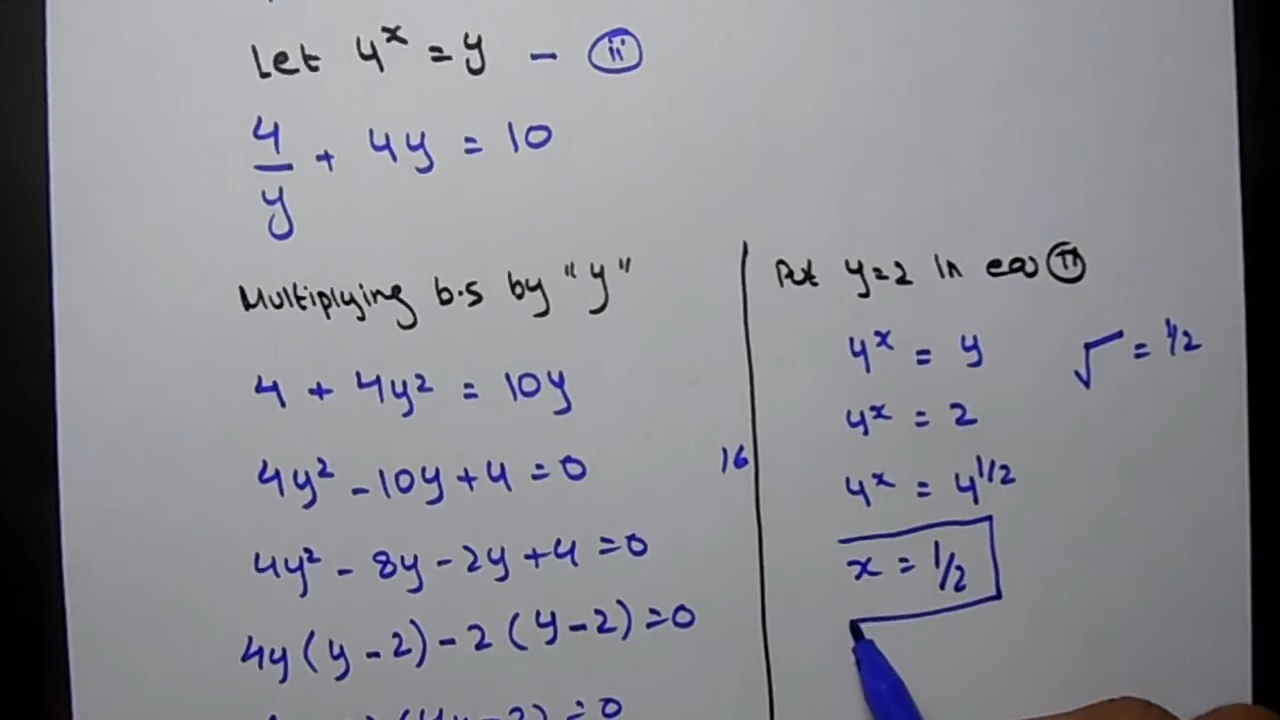 Let 4^x = y - (ii)
4/y + 4y = 10
Multiplying b.s by "y"
4 + 4y² = 10y
4y² - 10y + 4 = 0
4y² - 8y - 2y + 4 = 0
4y(y - 2) - 2(y - 2) = 0
16
Put y=2 in eq (ii)
4^x = y
√ = 1/2
4^x = 2
4^x = 4^1/2
x = 1/2